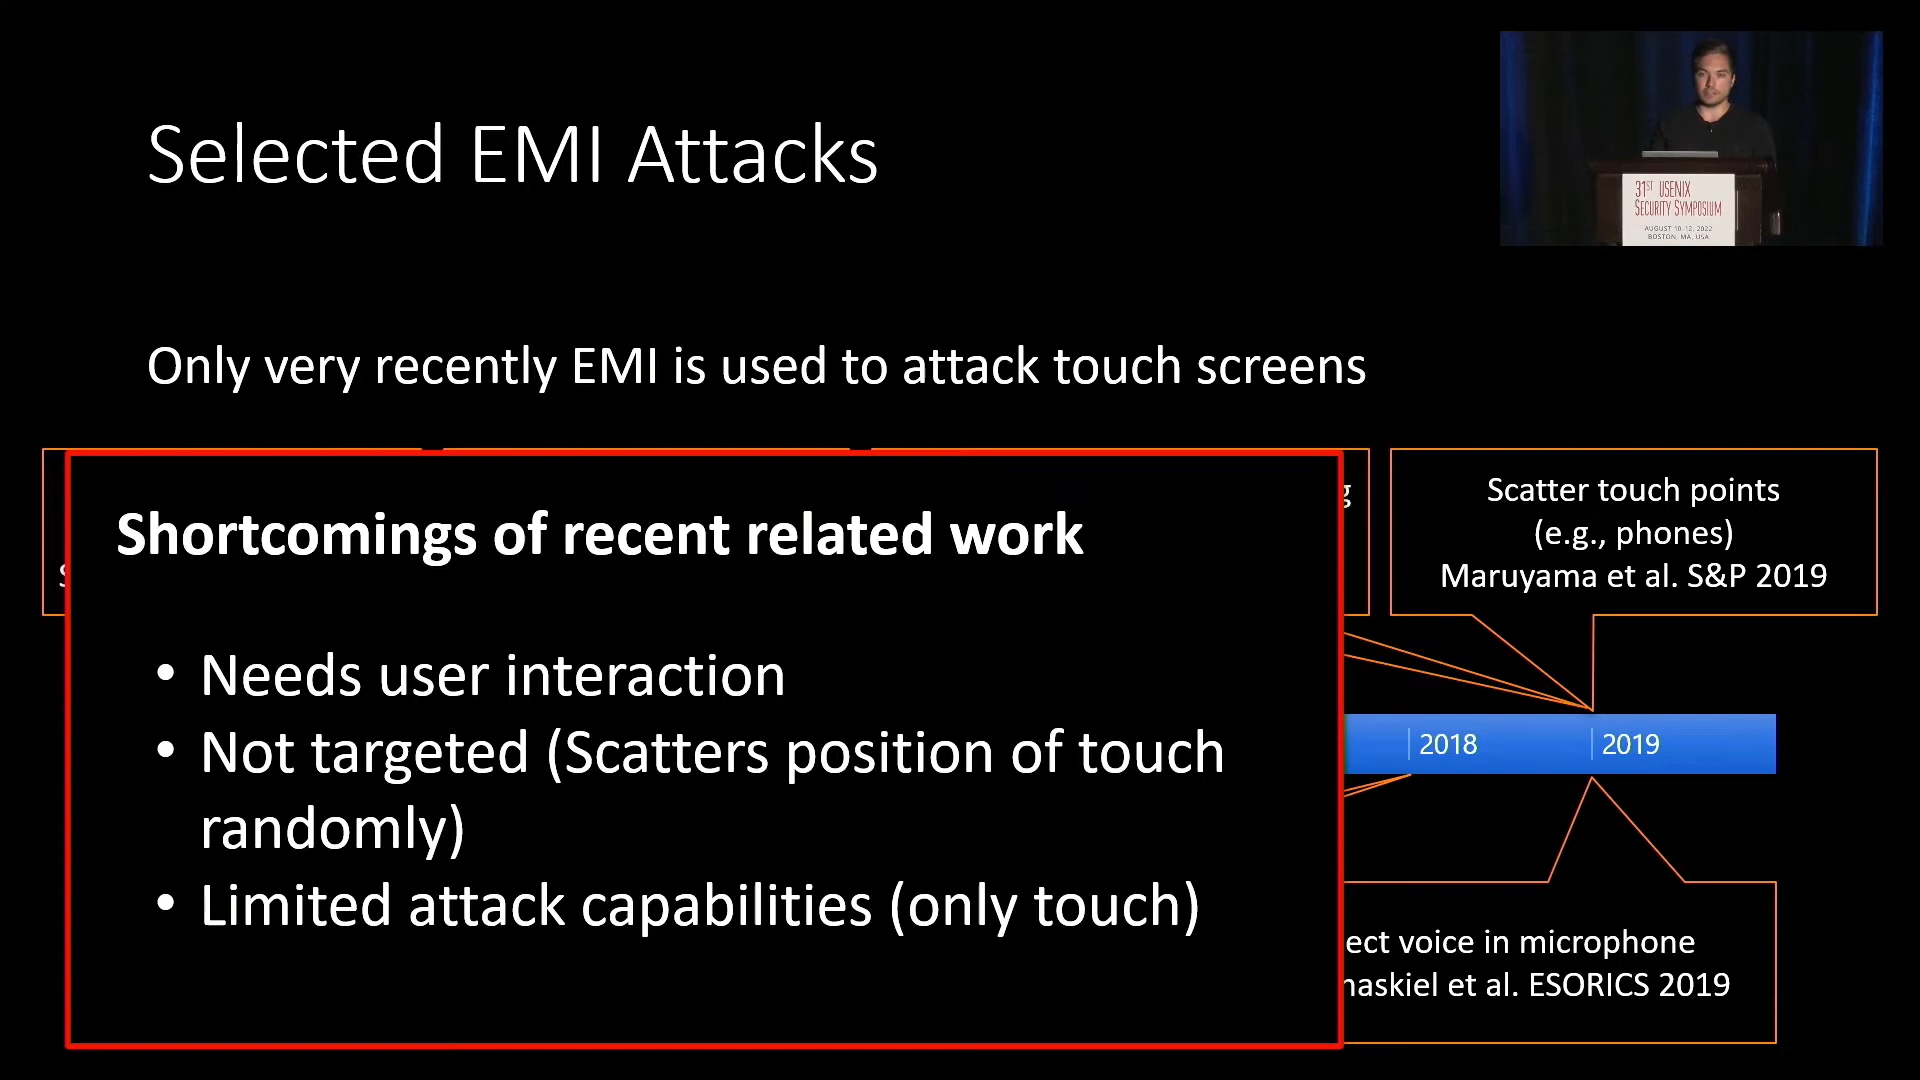 Selected EMI Attacks
31ST USENIX
SECURITY SYMPOSIUM
AUGUST 10–12, 2022
BOSTON, MA, USA
Only very recently EMI is used to attack touch screens
Shortcomings of recent related work
• Needs user interaction
• Not targeted (Scatters position of touch
randomly)
• Limited attack capabilities (only touch)
Scatter touch points
(e.g., phones)
Maruyama et al. S&P 2019
2018
2019
ect voice in microphone
naskiel et al. ESORICS 2019